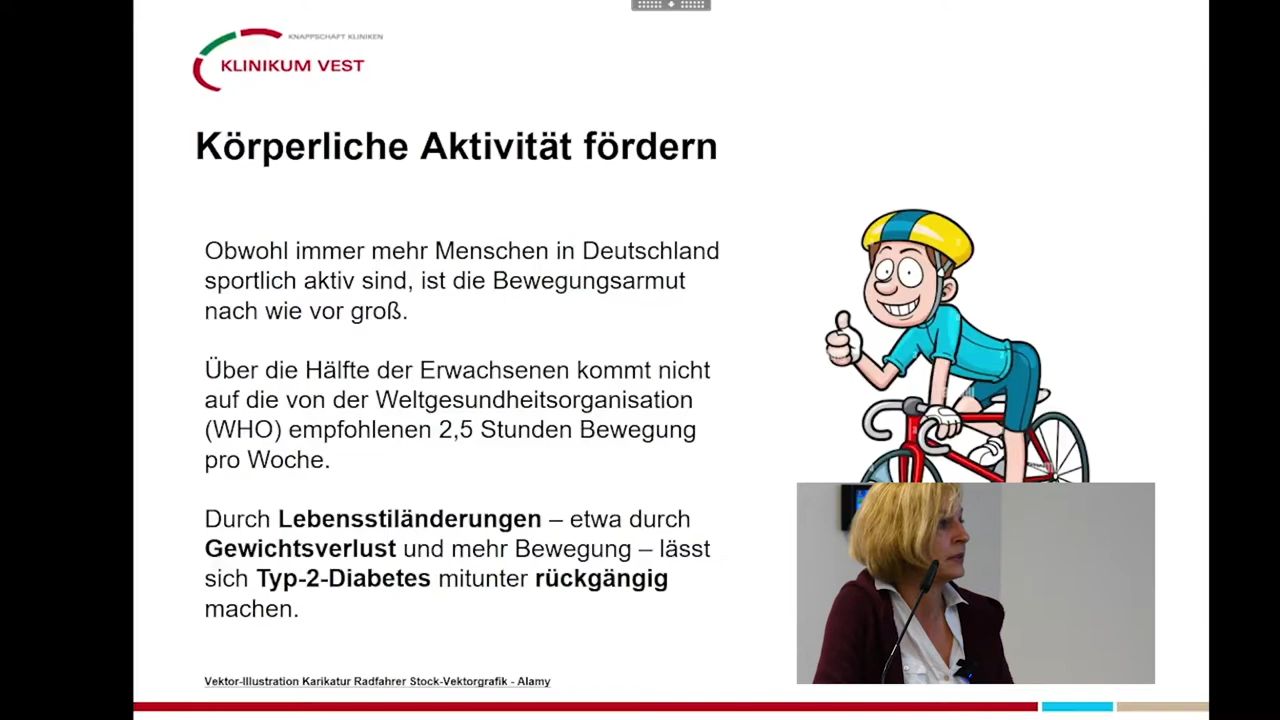 KNAPPSCHAFT KLINIKEN
KLINIKUM VEST
Körperliche Aktivität fördern
Obwohl immer mehr Menschen in Deutschland
sportlich aktiv sind, ist die Bewegungsarmut
nach wie vor groß.
Über die Hälfte der Erwachsenen kommt nicht
auf die von der Weltgesundheitsorganisation
(WHO) empfohlenen 2,5 Stunden Bewegung
pro Woche.
Durch Lebensstiländerungen – etwa durch
Gewichtsverlust und mehr Bewegung – lässt
sich Typ-2-Diabetes mitunter rückgängig
machen.
Vektor-Illustration Karikatur Radfahrer Stock-Vektorgrafik - Alamy